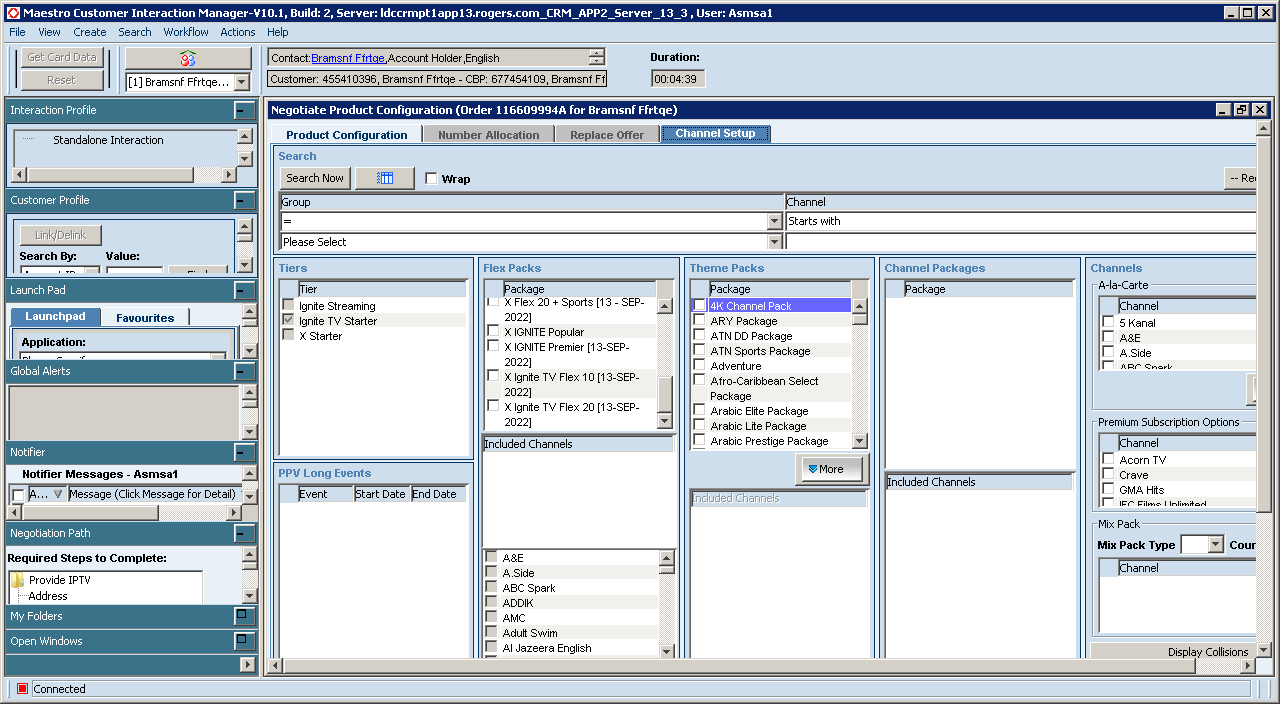 Maestro Customer Interaction Manager-V10.1, Build: 2, Server: ldccrmpt1app13.rogers.com_CRM_APP2_Server_13_3 , User: Asmsa1
File View Create Search Workflow Actions Help
Get Card Data
Reset
[1] Bramsnf Ffrtqe...
Contact:Bramsnf Ffrtqe,Account Holder,English
Customer: 455410396, Bramsnf Ffrtqe - CBP: 677454109, Bramsnf Ff
Duration:
00:04:39
Interaction Profile
Standalone Interaction
Customer Profile
Link/Delink
Search By: Value:
Launch Pad
Launchpad Favourites
Application:
Global Alerts
Notifier
Notifier Messages - Asmsa1
A... Message (Click Message for Detail)
Negotiation Path
Required Steps to Complete:
Provide IPTV
Address
My Folders
Open Windows
Connected
Negotiate Product Configuration (Order 116609994A for Bramsnf Ffrtqe)
Product Configuration Number Allocation Replace Offer Channel Setup
Search
Search Now Wrap -- Re
Group Channel
= Starts with
Please Select
Tiers
Tier
Ignite Streaming
Ignite TV Starter
X Starter
PPV Long Events
Event Start Date End Date
Flex Packs
Package
X Flex 20 + Sports [13 - SEP-
2022]
X IGNITE Popular
X IGNITE Premier [13-SEP-
2022]
X Ignite TV Flex 10 [13-SEP-
2022]
X Ignite TV Flex 20 [13-SEP-
2022]
Included Channels
A&E
A.Side
ABC Spark
ADDIK
AMC
Adult Swim
Al Jazeera English
Theme Packs
Package
4K Channel Pack
ARY Package
ATN DD Package
ATN Sports Package
Adventure
Afro-Caribbean Select
Package
Arabic Elite Package
Arabic Lite Package
Arabic Prestige Package
More
Included Channels
Channel Packages
Package
Included Channels
Channels
A-la-Carte
Channel
5 Kanal
A&E
A.Side
ABC Spark
Premium Subscription Options
Channel
Acorn TV
Crave
GMA Hits
IFC Films Unlimited
Mix Pack
Mix Pack Type Cour
Channel
Display Collisions